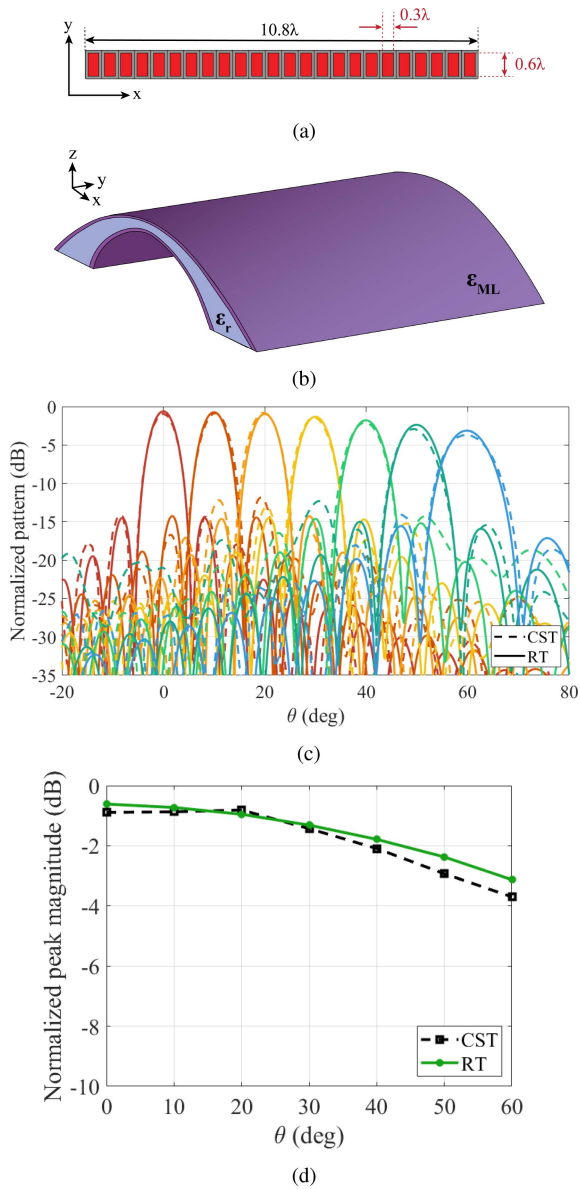 10.8λ
0.3λ
0.6λ
y
x
(a)
z
y
x
ε_ML
ε_r
(b)
Normalized pattern (dB)
0
-5
-10
-15
-20
-25
-30
-35
-20 0 20 40 60 80
CST
RT
θ (deg)
(c)
Normalized peak magnitude (dB)
0
-2
-4
-6
-8
-10
0 10 20 30 40 50 60
CST
RT
θ (deg)
(d)